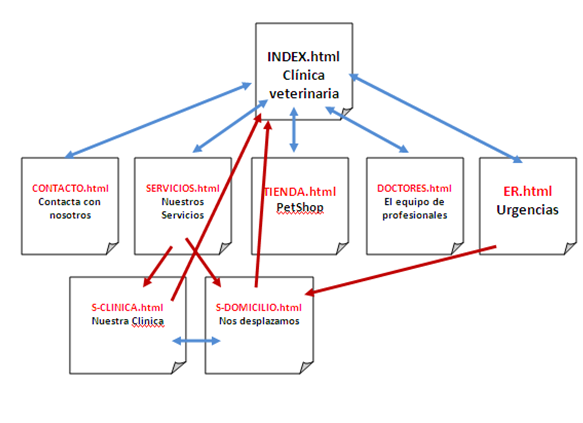 INDEX.html
Clínica
veterinaria
CONTACTO.html
Contacta con
nosotros
SERVICIOS.html
Nuestros
Servicios
TIENDA.html
PetShop
DOCTORES.html
El equipo de
profesionales
ER.html
Urgencias
S-CLINICA.html
Nuestra Clinica
S-DOMICILIO.html
Nos desplazamos